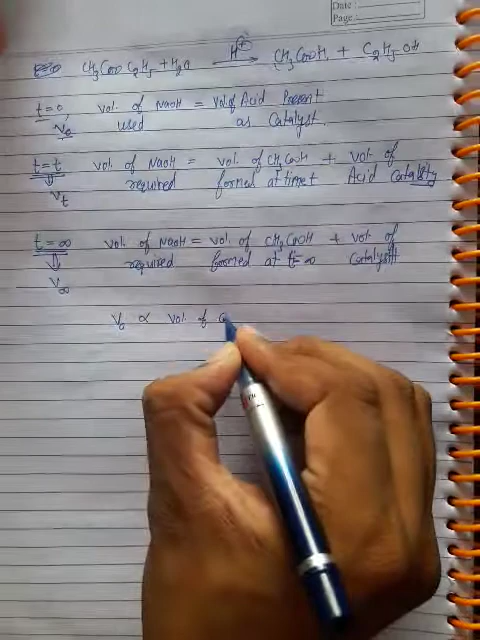 Date :
Page :
CH3COOC2H5 + H2O H⊕ ⟶ CH3COOH + C2H5OH
t=0 vol. of NaOH = vol of Acid Present
V0 used as Catalyst.
t=t vol. of NaOH = vol. of CH3COOH + vol. of
required formed at time t Acid catalyst
Vt
t=∞ vol. of NaOH = vol. of CH3COOH + vol. of
required formed at t=∞ Catalyst
V∞
V0 ∝ vol. of